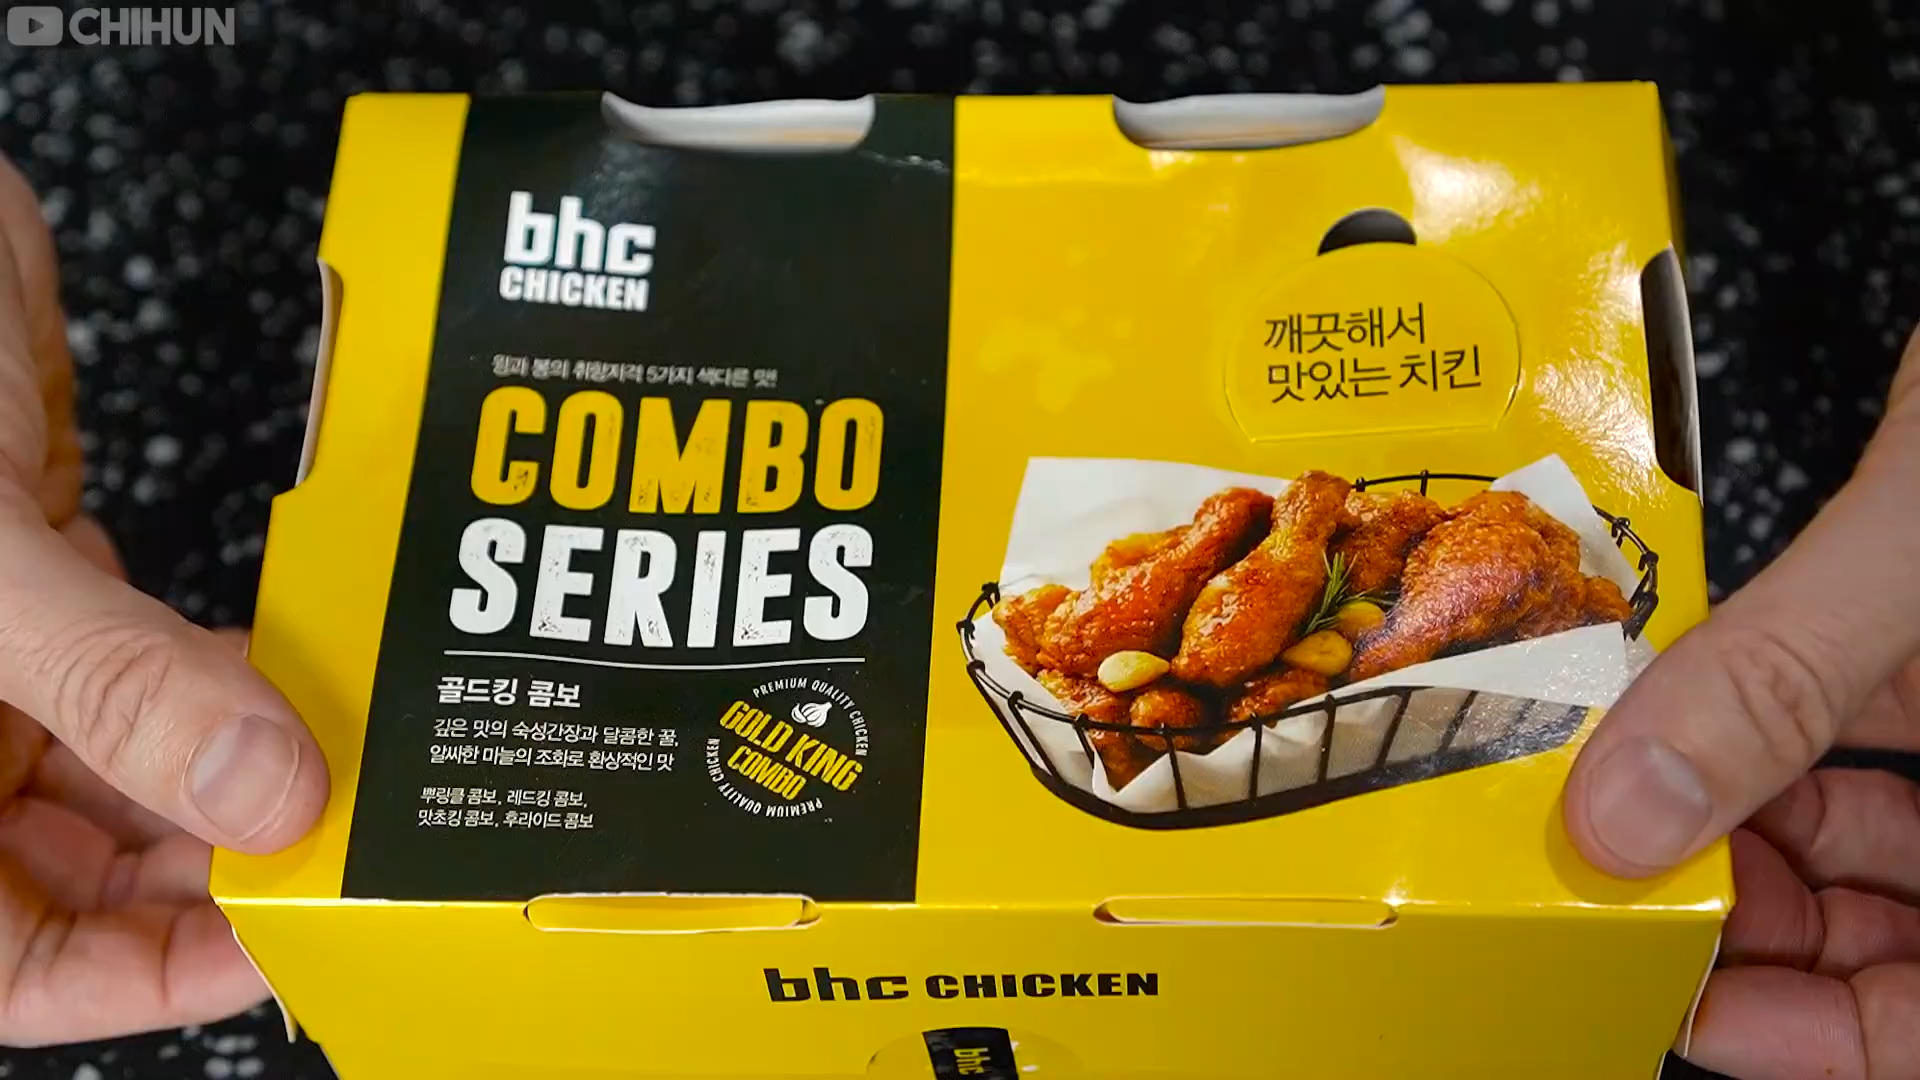 CHIHUN
bhc
CHICKEN
윙과 봉의 취향저격 5가지 색다른 맛!
COMBO
SERIES
골드킹 콤보
깊은 맛의 숙성간장과 달콤한 꿀,
알싸한 마늘의 조화로 환상적인 맛
뿌링클 콤보, 레드킹 콤보,
맛초킹 콤보, 후라이드 콤보
PREMIUM QUALITY CHICKEN
GOLD KING
COMBO
PREMIUM QUALITY CHICKEN
깨끗해서
맛있는 치킨
bhc CHICKEN
bhc